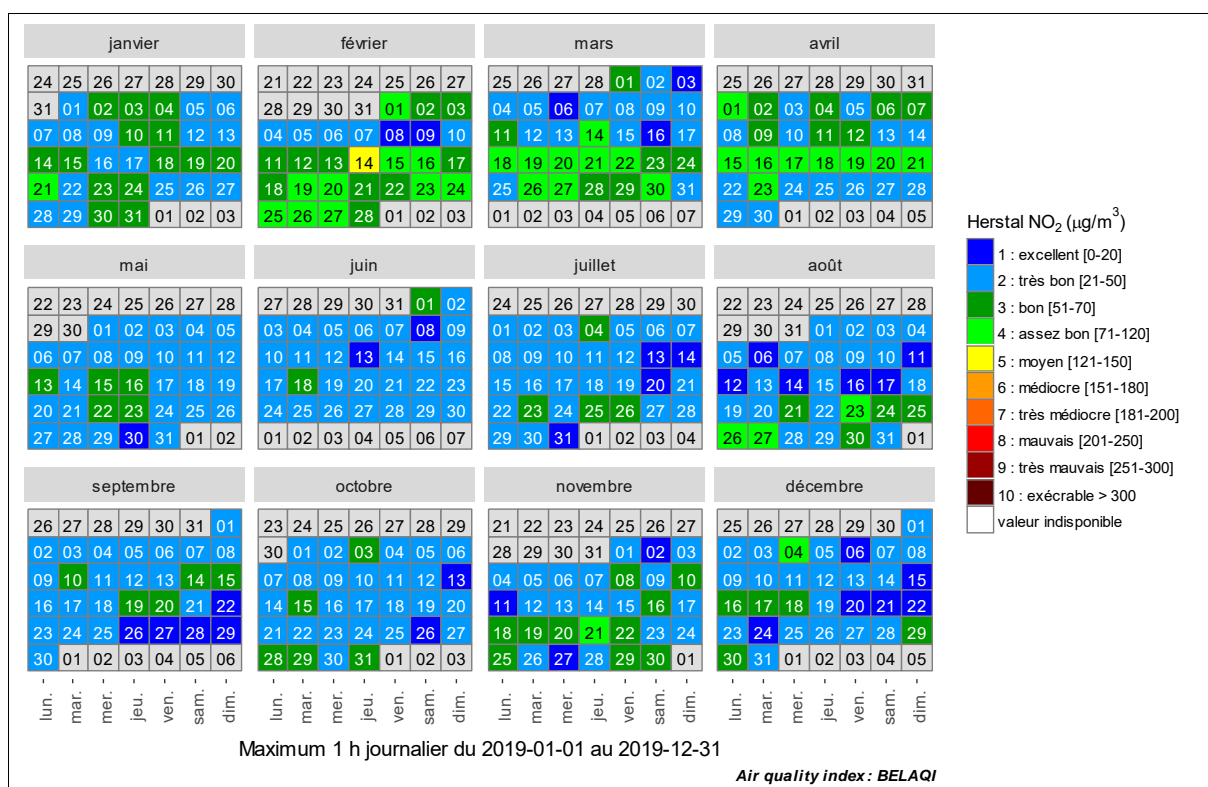 janvier février mars avril
24 25 26 27 28 29 30 21 22 23 24 25 26 27 25 26 27 28 01 02 03 25 26 27 28 29 30 31
31 01 02 03 04 05 06 28 29 30 31 01 02 03 04 05 06 07 08 09 10 01 02 03 04 05 06 07
07 08 09 10 11 12 13 04 05 06 07 08 09 10 11 12 13 14 15 16 17 08 09 10 11 12 13 14
14 15 16 17 18 19 20 11 12 13 14 15 16 17 18 19 20 21 22 23 24 15 16 17 18 19 20 21
21 22 23 24 25 26 27 18 19 20 21 22 23 24 25 26 27 28 29 30 31 22 23 24 25 26 27 28
28 29 30 31 01 02 03 25 26 27 28 01 02 03 01 02 03 04 05 06 07 29 30 01 02 03 04 05
mai juin juillet août
22 23 24 25 26 27 28 27 28 29 30 31 01 02 24 25 26 27 28 29 30 22 23 24 25 26 27 28
29 30 01 02 03 04 05 03 04 05 06 07 08 09 01 02 03 04 05 06 07 29 30 31 01 02 03 04
06 07 08 09 10 11 12 10 11 12 13 14 15 16 08 09 10 11 12 13 14 05 06 07 08 09 10 11
13 14 15 16 17 18 19 17 18 19 20 21 22 23 15 16 17 18 19 20 21 12 13 14 15 16 17 18
20 21 22 23 24 25 26 24 25 26 27 28 29 30 22 23 24 25 26 27 28 19 20 21 22 23 24 25
27 28 29 30 31 01 02 01 02 03 04 05 06 07 29 30 31 01 02 03 04 26 27 28 29 30 31 01
septembre octobre novembre décembre
26 27 28 29 30 31 01 23 24 25 26 27 28 29 21 22 23 24 25 26 27 25 26 27 28 29 30 01
02 03 04 05 06 07 08 30 01 02 03 04 05 06 28 29 30 31 01 02 03 02 03 04 05 06 07 08
09 10 11 12 13 14 15 07 08 09 10 11 12 13 04 05 06 07 08 09 10 09 10 11 12 13 14 15
16 17 18 19 20 21 22 14 15 16 17 18 19 20 11 12 13 14 15 16 17 16 17 18 19 20 21 22
23 24 25 26 27 28 29 21 22 23 24 25 26 27 18 19 20 21 22 23 24 23 24 25 26 27 28 29
30 01 02 03 04 05 06 28 29 30 31 01 02 03 25 26 27 28 29 30 01 30 31 01 02 03 04 05
lun. mar. mer. jeu. ven. sam. dim. lun. mar. mer. jeu. ven. sam. dim. lun. mar. mer. jeu. ven. sam. dim. lun. mar. mer. jeu. ven. sam. dim.
Maximum 1 h journalier du 2019-01-01 au 2019-12-31
Air quality index : BELAQI
Herstal NO₂ (µg/m³)
1 : excellent [0-20]
2 : très bon [21-50]
3 : bon [51-70]
4 : assez bon [71-120]
5 : moyen [121-150]
6 : médiocre [151-180]
7 : très médiocre [181-200]
8 : mauvais [201-250]
9 : très mauvais [251-300]
10 : exécrable > 300
valeur indisponible